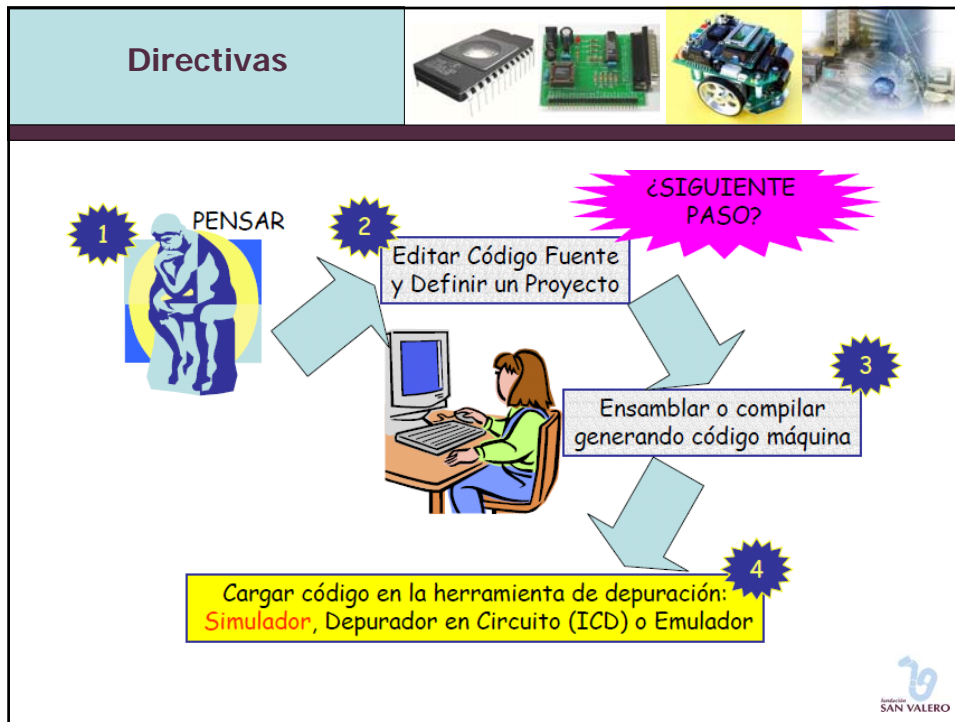 Directivas
¿SIGUIENTE
PASO?
1
PENSAR
2
Editar Código Fuente
y Definir un Proyecto
3
Ensamblar o compilar
generando código máquina
4
Cargar código en la herramienta de depuración:
Simulador, Depurador en Circuito (ICD) o Emulador
fundación
SAN VALERO